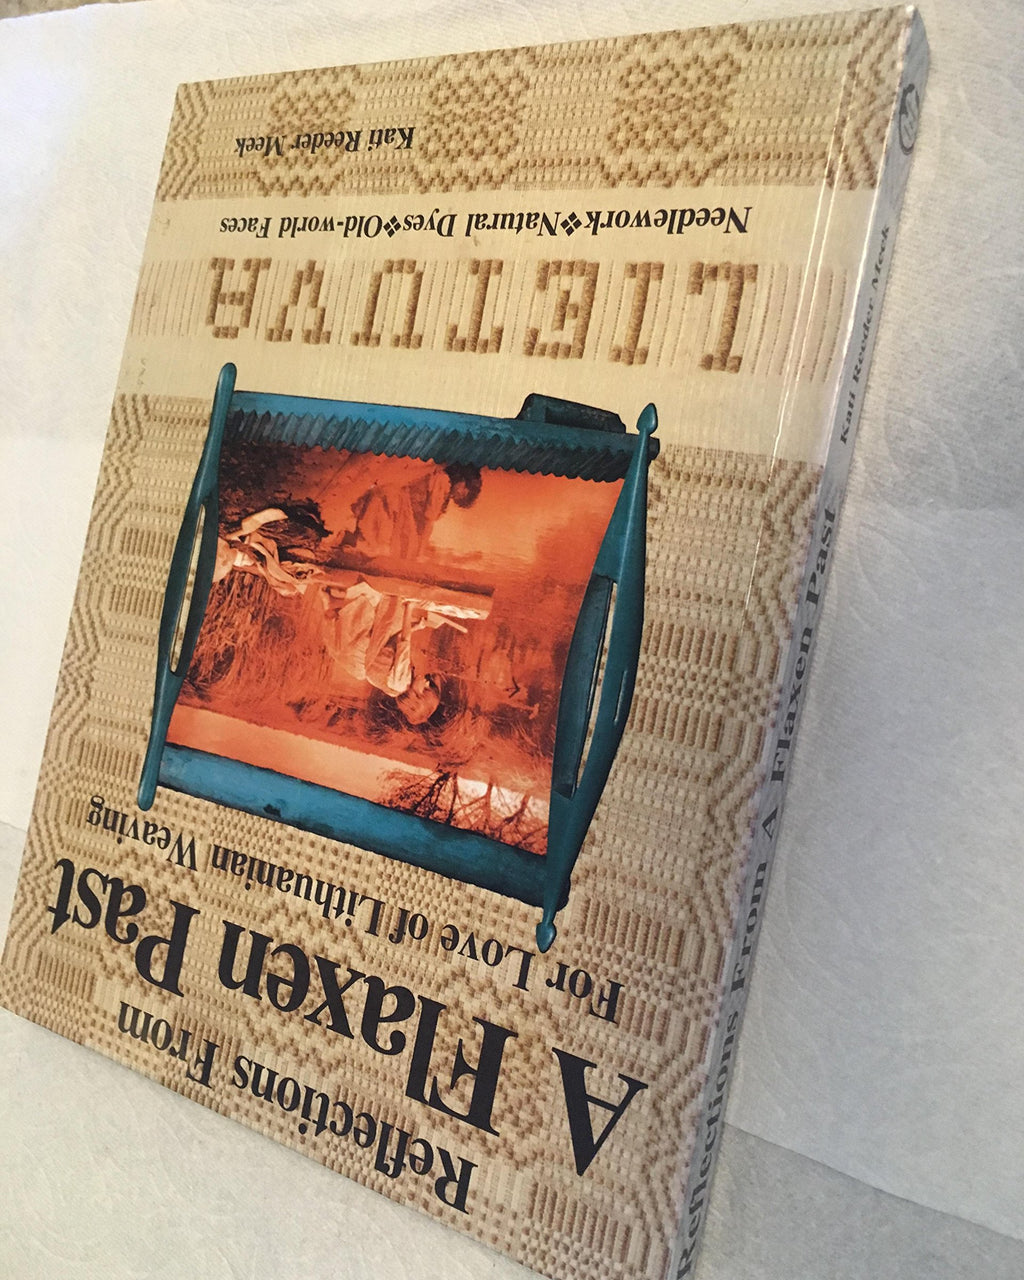 Reflections From
A Flaxen Past
For Love of Lithuanian Weaving
LIETUVA
Needlework❖Natural Dyes❖Old-world Faces
Kati Reeder Meek
Reflections From A Flaxen Past Kati Reeder Meek